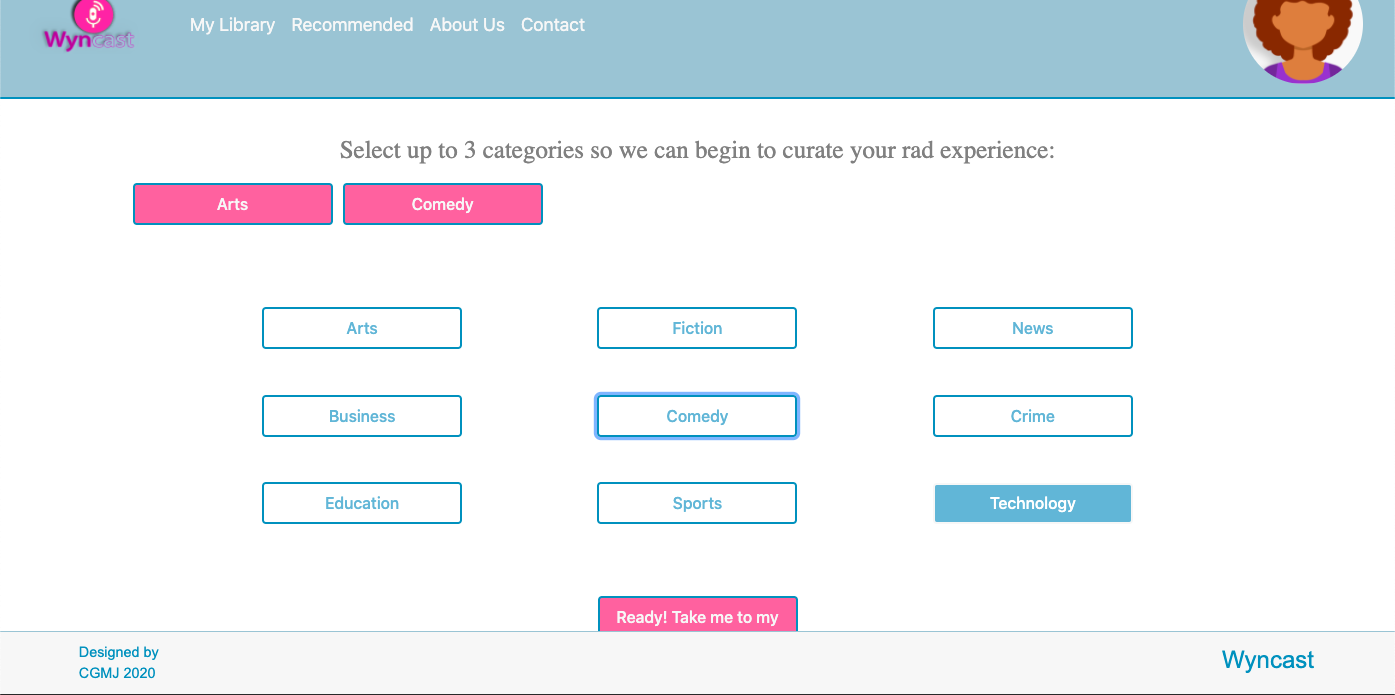 Wyncast
My Library Recommended About Us Contact
Select up to 3 categories so we can begin to curate your rad experience:
Arts Comedy
Arts Fiction News
Business Comedy Crime
Education Sports Technology
Ready! Take me to my
Designed by
CGMJ 2020
Wyncast